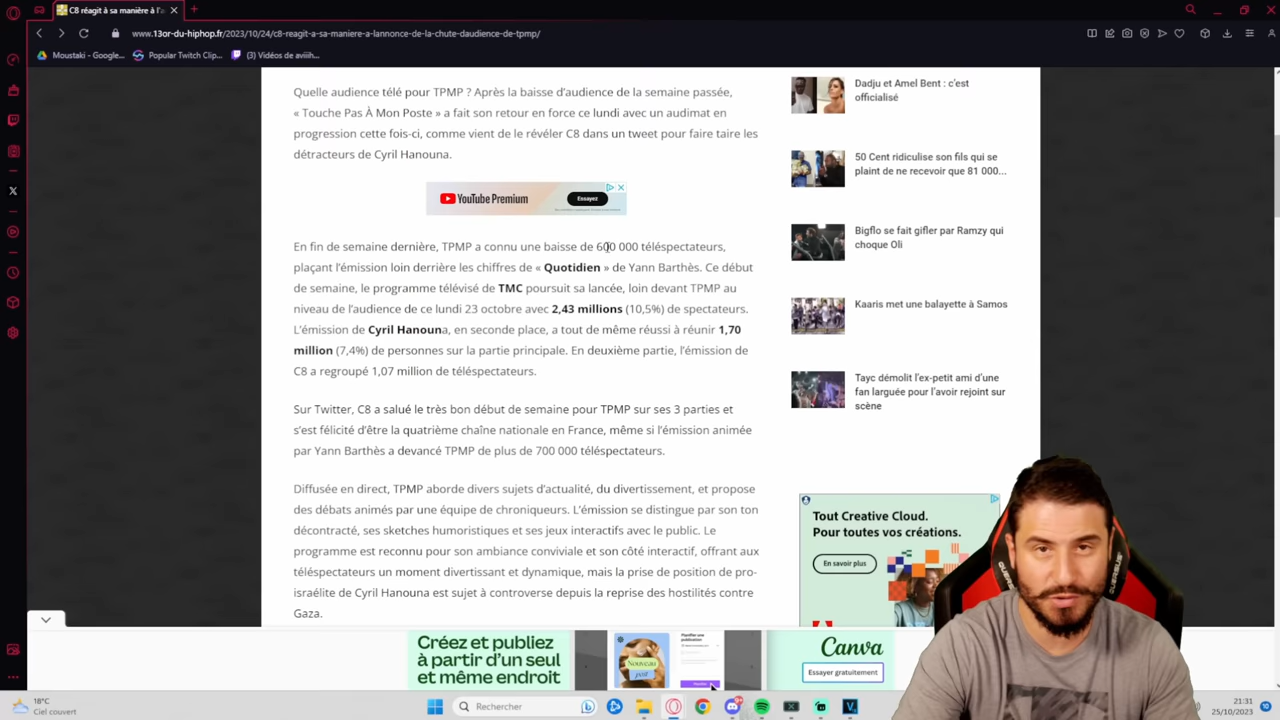 C8 réagit à sa manière à l'a
www.13or-du-hiphop.fr/2023/10/24/c8-reagit-a-sa-maniere-a-lannonce-de-la-chute-daudience-de-tpmp/
Moustaki - Google...
Popular Twitch Clip...
(3) Vidéos de aviiih...
Quelle audience télé pour TPMP ? Après la baisse d'audience de la semaine passée,
« Touche Pas À Mon Poste » a fait son retour en force ce lundi avec un audimat en
progression cette fois-ci, comme vient de le révéler C8 dans un tweet pour faire taire les
détracteurs de Cyril Hanouna.
YouTube Premium
Essayez
En fin de semaine dernière, TPMP a connu une baisse de 600 000 téléspectateurs,
plaçant l'émission loin derrière les chiffres de « Quotidien » de Yann Barthès. Ce début
de semaine, le programme télévisé de TMC poursuit sa lancée, loin devant TPMP au
niveau de l'audience de ce lundi 23 octobre avec 2,43 millions (10,5%) de spectateurs.
L'émission de Cyril Hanouna, en seconde place, a tout de même réussi à réunir 1,70
million (7,4%) de personnes sur la partie principale. En deuxième partie, l'émission de
C8 a regroupé 1,07 million de téléspectateurs.
Sur Twitter, C8 a salué le très bon début de semaine pour TPMP sur ses 3 parties et
s'est félicité d'être la quatrième chaîne nationale en France, même si l'émission animée
par Yann Barthès a devancé TPMP de plus de 700 000 téléspectateurs.
Diffusée en direct, TPMP aborde divers sujets d'actualité, du divertissement, et propose
des débats animés par une équipe de chroniqueurs. L'émission se distingue par son ton
décontracté, ses sketches humoristiques et ses jeux interactifs avec le public. Le
programme est reconnu pour son ambiance conviviale et son côté interactif, offrant aux
téléspectateurs un moment divertissant et dynamique, mais la prise de position de pro-
israélite de Cyril Hanouna est sujet à controverse depuis la reprise des hostilités contre
Gaza.
Dadju et Amel Bent : c'est
officialisé
50 Cent ridiculise son fils qui se
plaint de ne recevoir que 81 000...
Bigflo se fait gifler par Ramzy qui
choque Oli
Kaaris met une balayette à Samos
Tayc démolit l'ex-petit ami d'une
fan larguée pour l'avoir rejoint sur
scène
Tout Creative Cloud.
Pour toutes vos créations.
En savoir plus
Créez et publiez
à partir d'un seul
et même endroit
Nouveau
post
Planifier une
publication
Canva
Essayer gratuitement
18°C
Ciel couvert
Rechercher
21:31
25/10/2023